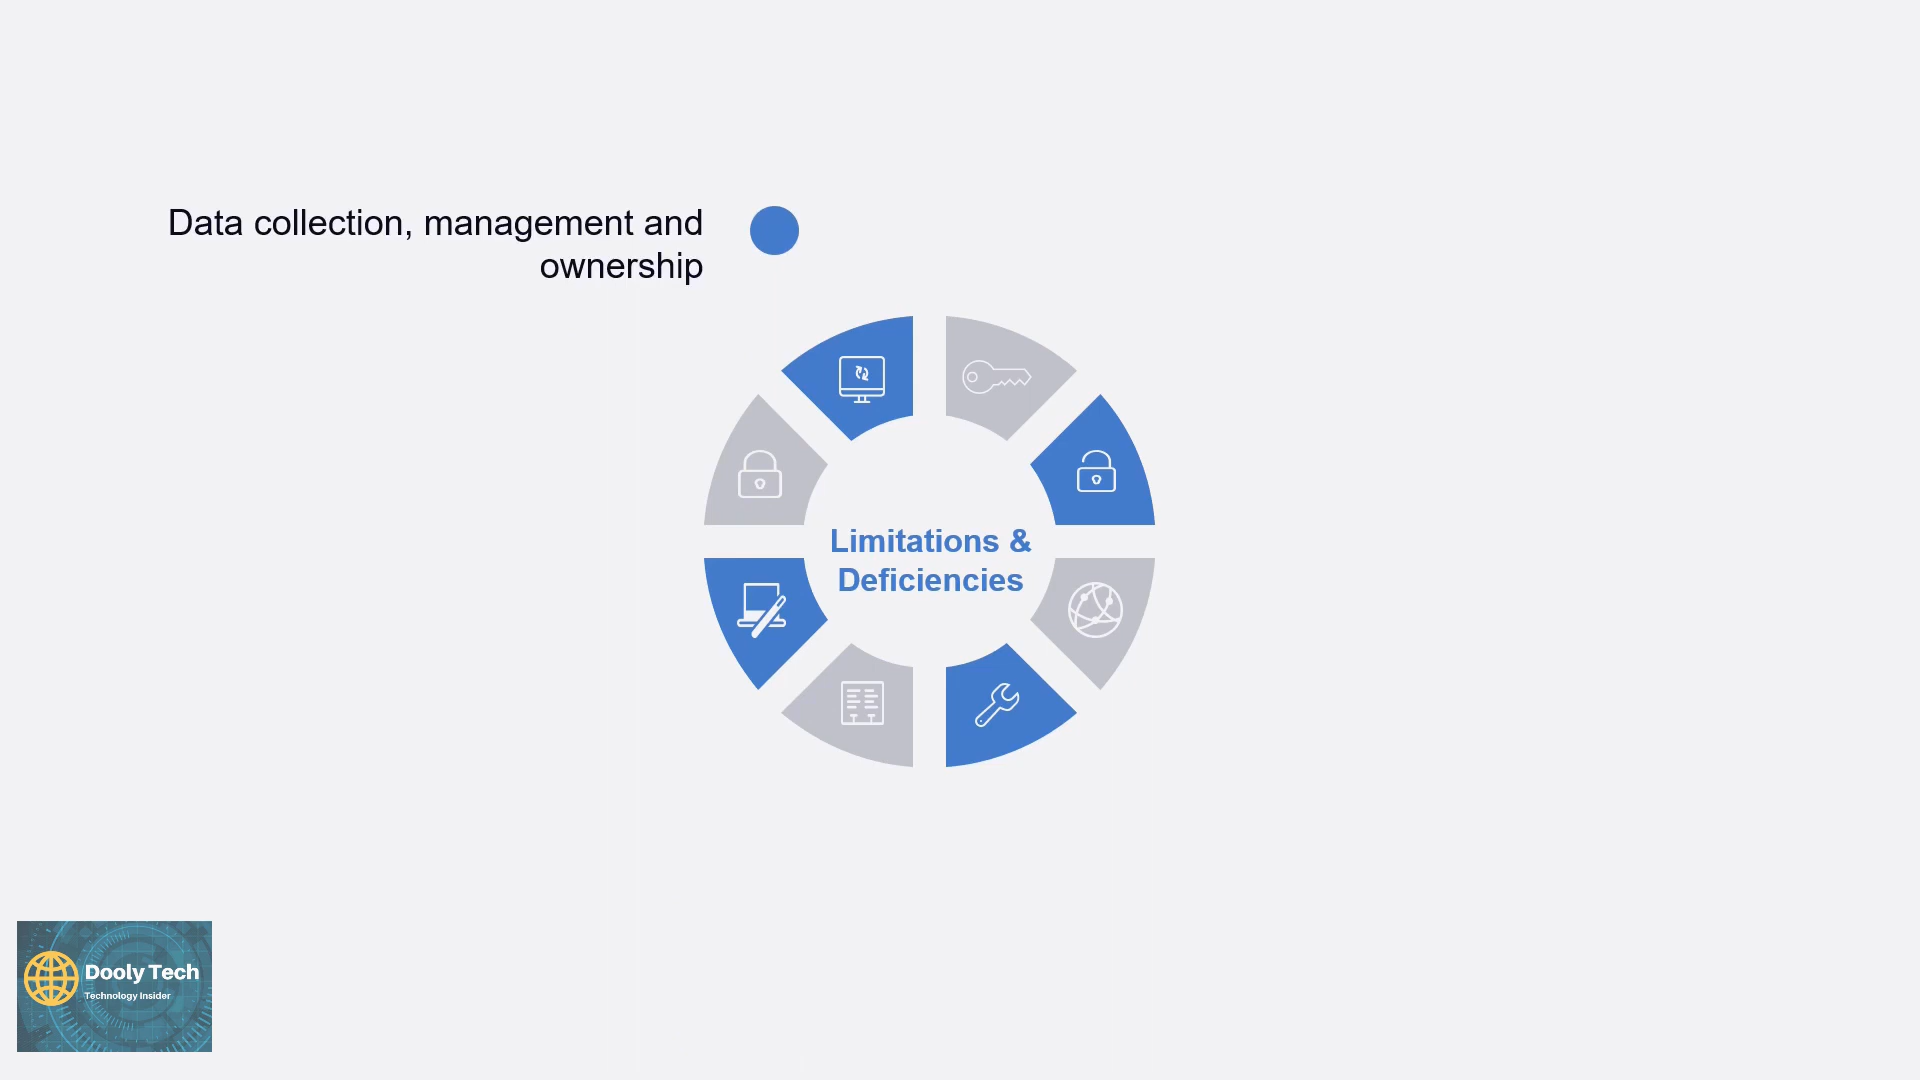 Data collection, management and
ownership
Limitations &
Deficiencies
Dooly Tech
Technology Insider